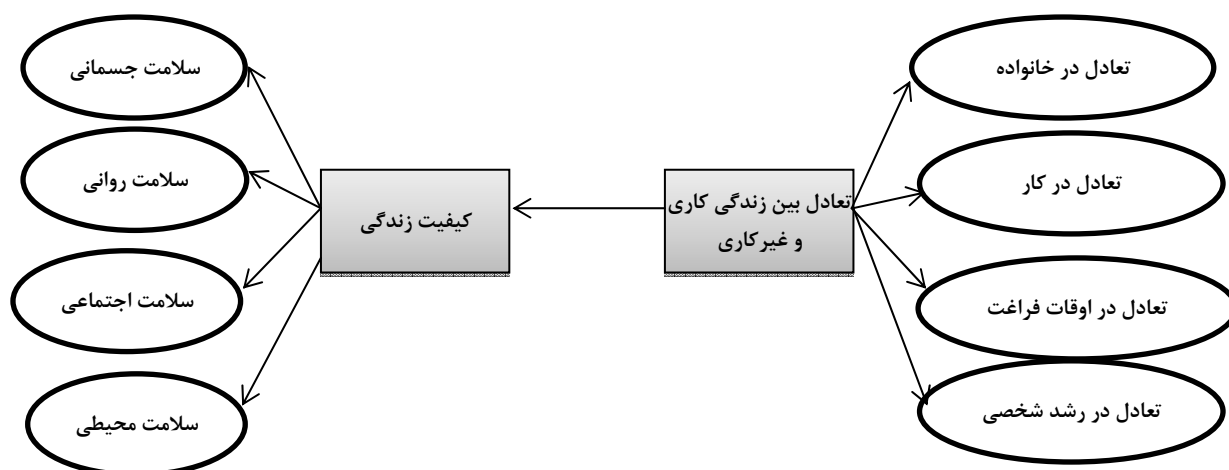 تعادل در خانواده
تعادل در کار
تعادل در اوقات فراغت
تعادل در رشد شخصی
تعادل بین زندگی کاری
و غیرکاری
کیفیت زندگی
سلامت جسمانی
سلامت روانی
سلامت اجتماعی
سلامت محیطی